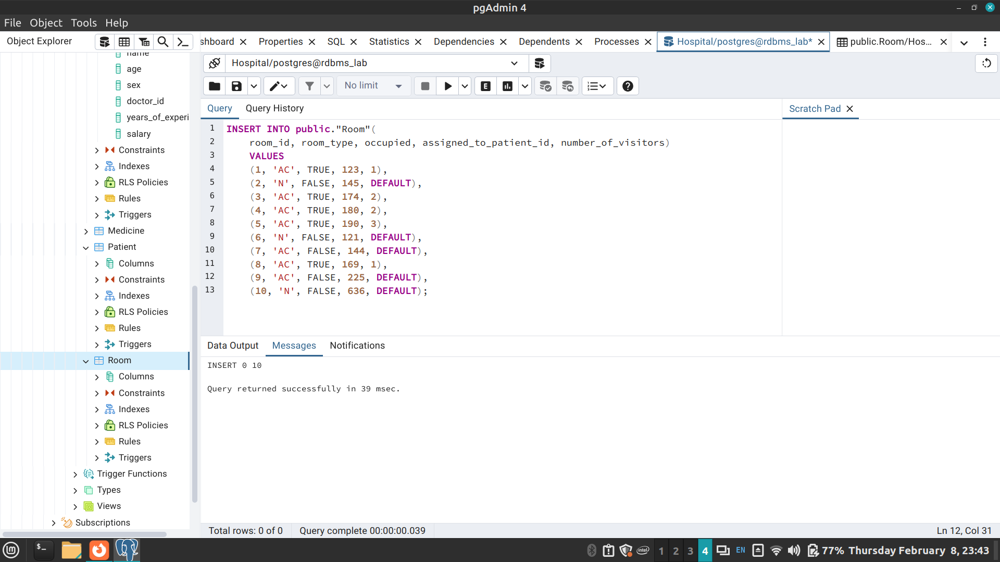 pgAdmin 4
File Object Tools Help
Object Explorer
shboard Properties SQL Statistics Dependencies Dependents Processes Hospital/postgres@rdbms_lab* public.Room/Hos...
Hospital/postgres@rdbms_lab
No limit
Query Query History
Scratch Pad
name
age
sex
doctor_id
years_of_experi
salary
Constraints
Indexes
RLS Policies
Rules
Triggers
Medicine
Patient
Columns
Constraints
Indexes
RLS Policies
Rules
Triggers
Room
Columns
Constraints
Indexes
RLS Policies
Rules
Triggers
Trigger Functions
Types
Views
Subscriptions
1 INSERT INTO public."Room"(
2 room_id, room_type, occupied, assigned_to_patient_id, number_of_visitors)
3 VALUES
4 (1, 'AC', TRUE, 123, 1),
5 (2, 'N', FALSE, 145, DEFAULT),
6 (3, 'AC', TRUE, 174, 2),
7 (4, 'AC', TRUE, 180, 2),
8 (5, 'AC', TRUE, 190, 3),
9 (6, 'N', FALSE, 121, DEFAULT),
10 (7, 'AC', FALSE, 144, DEFAULT),
11 (8, 'AC', TRUE, 169, 1),
12 (9, 'AC', FALSE, 225, DEFAULT),
13 (10, 'N', FALSE, 636, DEFAULT);
Data Output Messages Notifications
INSERT 0 10
Query returned successfully in 39 msec.
Total rows: 0 of 0 Query complete 00:00:00.039 Ln 12, Col 31
intel 1 2 3 4 EN 77% Thursday February 8, 23:43